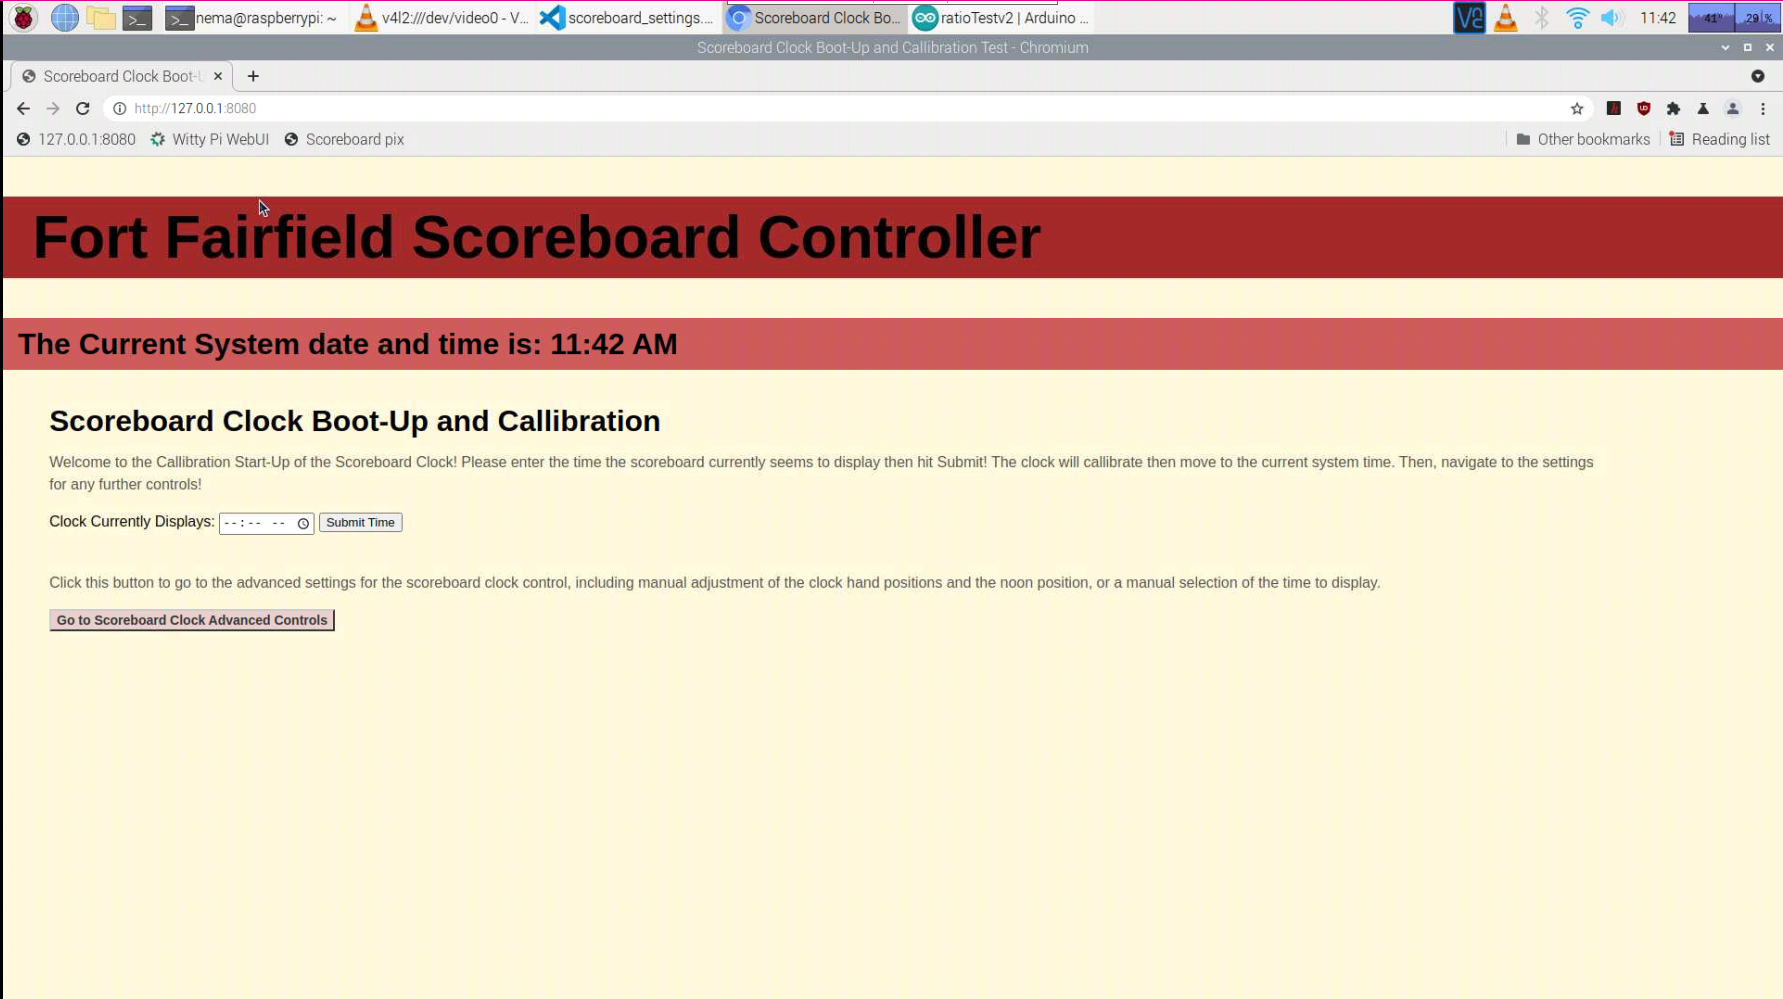 nema@raspberrypi: ~ v4l2:///dev/video0 - V... scoreboard_settings.... Scoreboard Clock Bo... ratioTestv2 | Arduino ... 11:42 41° 29 %
Scoreboard Clock Boot-Up and Callibration Test - Chromium
Scoreboard Clock Boot-U
http://127.0.0.1:8080
127.0.0.1:8080 Witty Pi WebUI Scoreboard pix Other bookmarks Reading list
Fort Fairfield Scoreboard Controller
The Current System date and time is: 11:42 AM
Scoreboard Clock Boot-Up and Callibration
Welcome to the Callibration Start-Up of the Scoreboard Clock! Please enter the time the scoreboard currently seems to display then hit Submit! The clock will callibrate then move to the current system time. Then, navigate to the settings
for any further controls!
Clock Currently Displays: --:-- -- Submit Time
Click this button to go to the advanced settings for the scoreboard clock control, including manual adjustment of the clock hand positions and the noon position, or a manual selection of the time to display.
Go to Scoreboard Clock Advanced Controls